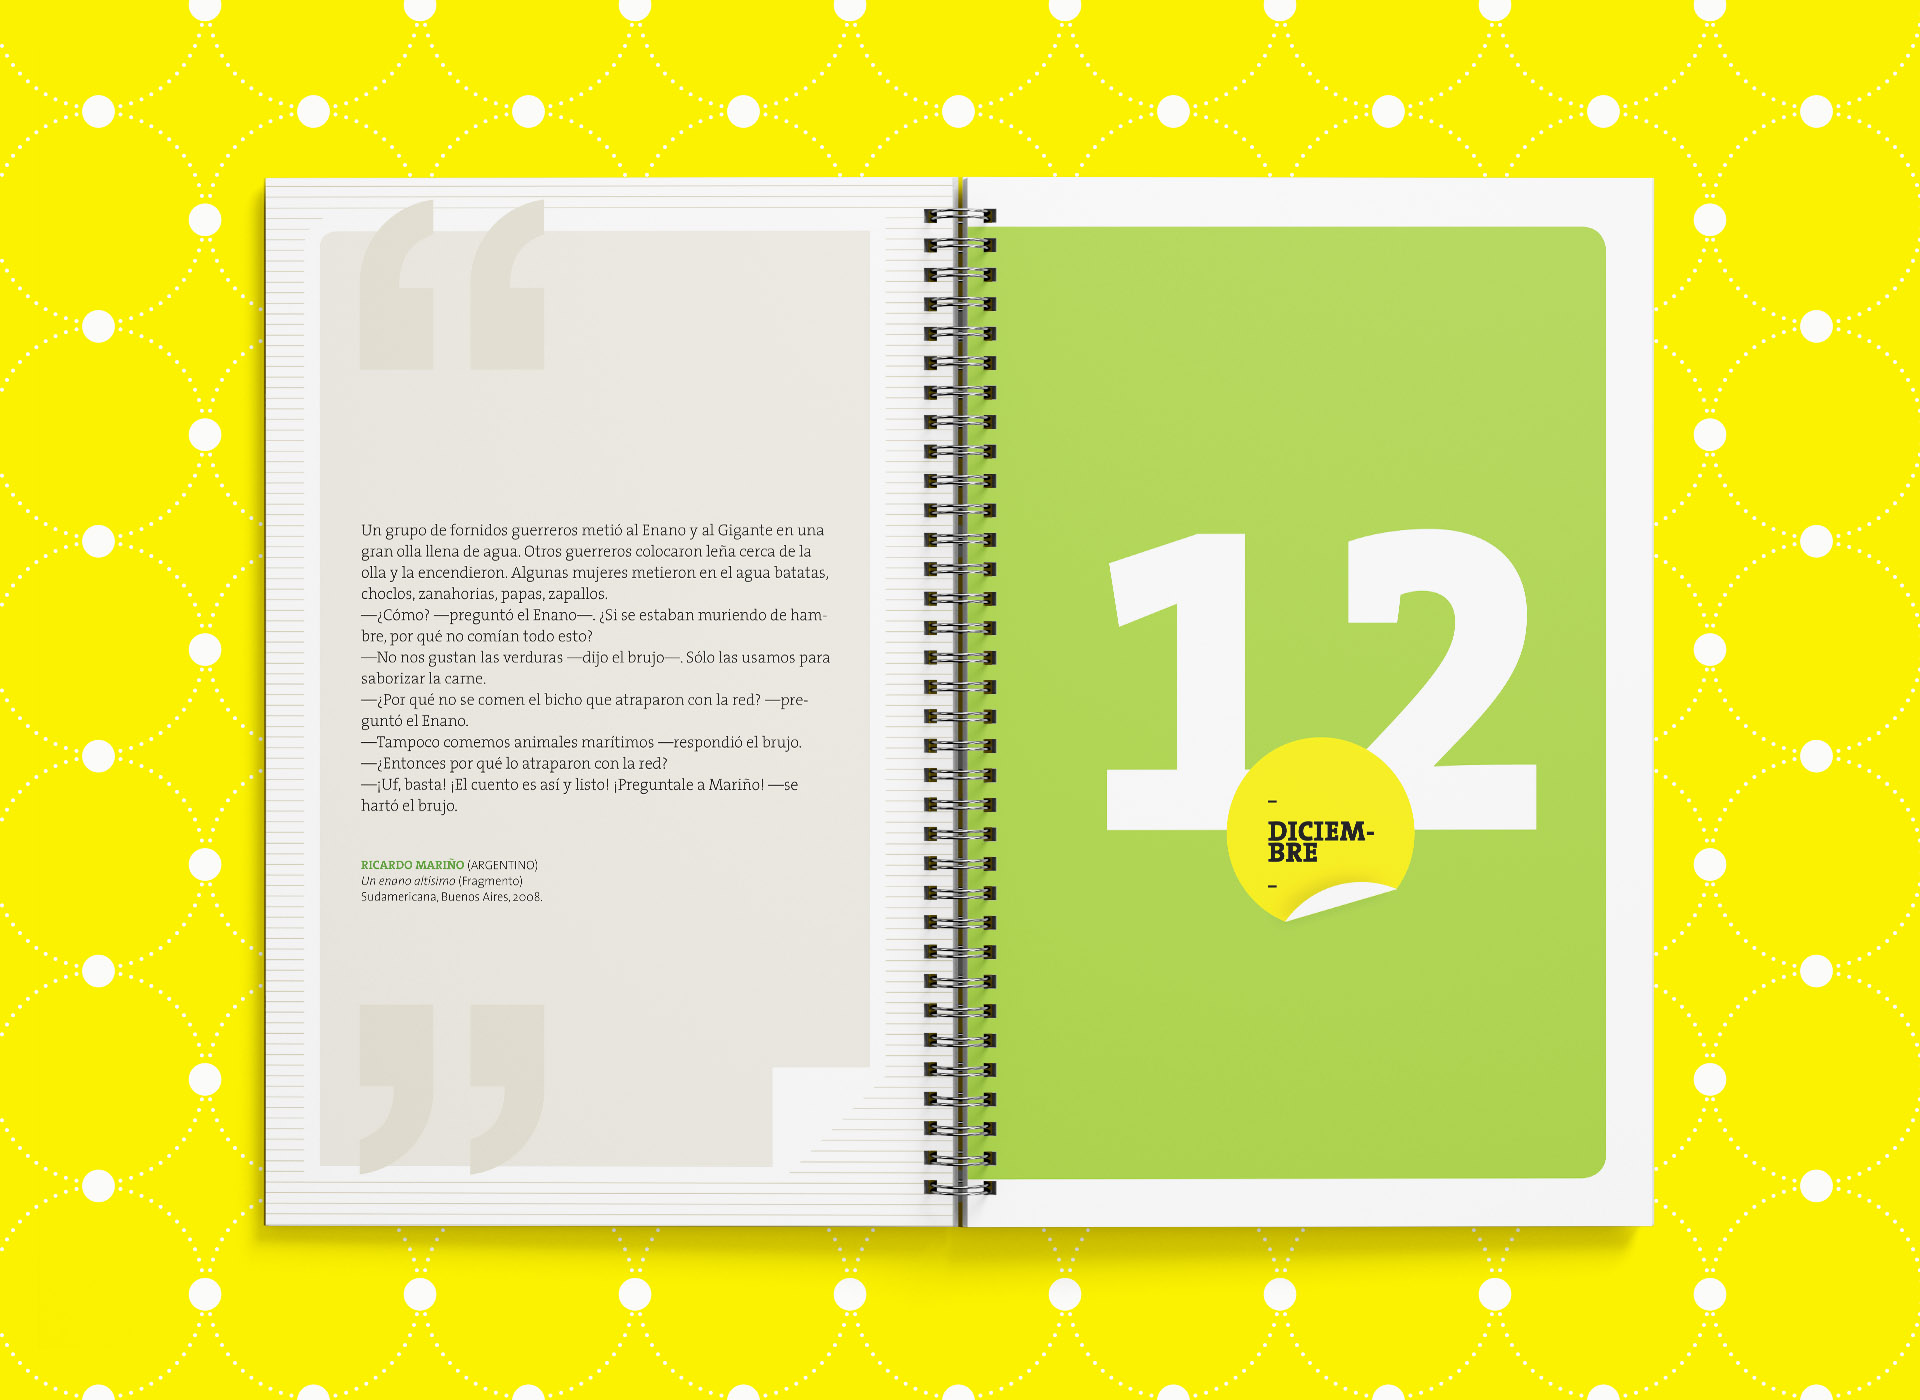 Un grupo de fornidos guerreros metió al Enano y al Gigante en una
gran olla llena de agua. Otros guerreros colocaron leña cerca de la
olla y la encendieron. Algunas mujeres metieron en el agua batatas,
choclos, zanahorias, papas, zapallos.
—¿Cómo? —preguntó el Enano—. ¿Si se estaban muriendo de ham-
bre, por qué no comían todo esto?
—No nos gustan las verduras —dijo el brujo—. Sólo las usamos para
saborizar la carne.
—¿Por qué no se comen el bicho que atraparon con la red? —pre-
guntó el Enano.
—Tampoco comemos animales marítimos —respondió el brujo.
—¿Entonces por qué lo atraparon con la red?
—¡Uf, basta! ¡El cuento es así y listo! ¡Preguntale a Mariño! —se
hartó el brujo.
RICARDO MARIÑO (ARGENTINO)
Un enano altísimo (Fragmento)
Sudamericana, Buenos Aires, 2008.
12
–
DICIEM-
BRE
–